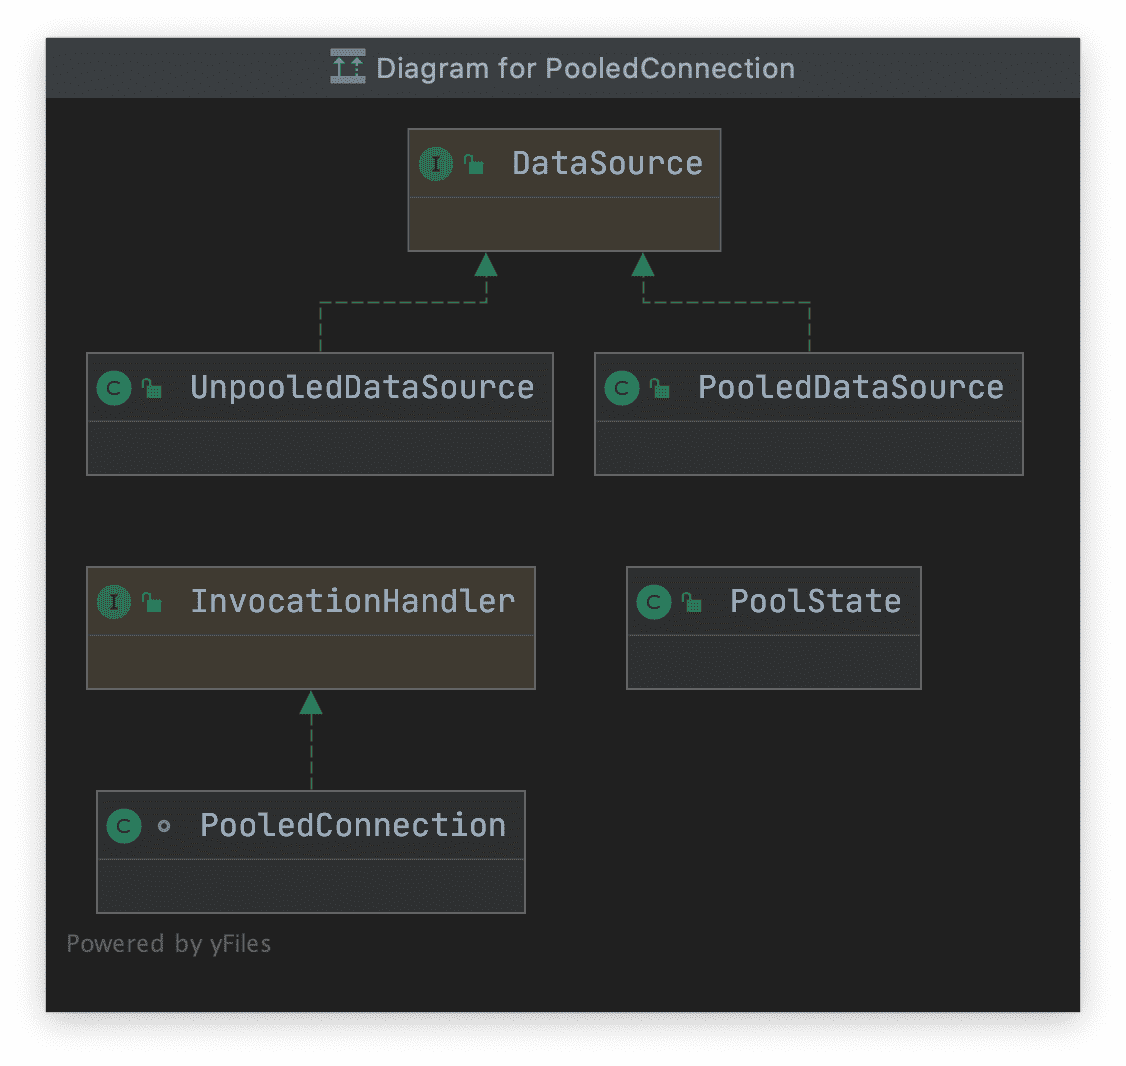 Diagram for PooledConnection
I DataSource
C UnpooledDataSource
C PooledDataSource
I InvocationHandler
C PoolState
C PooledConnection
Powered by yFiles